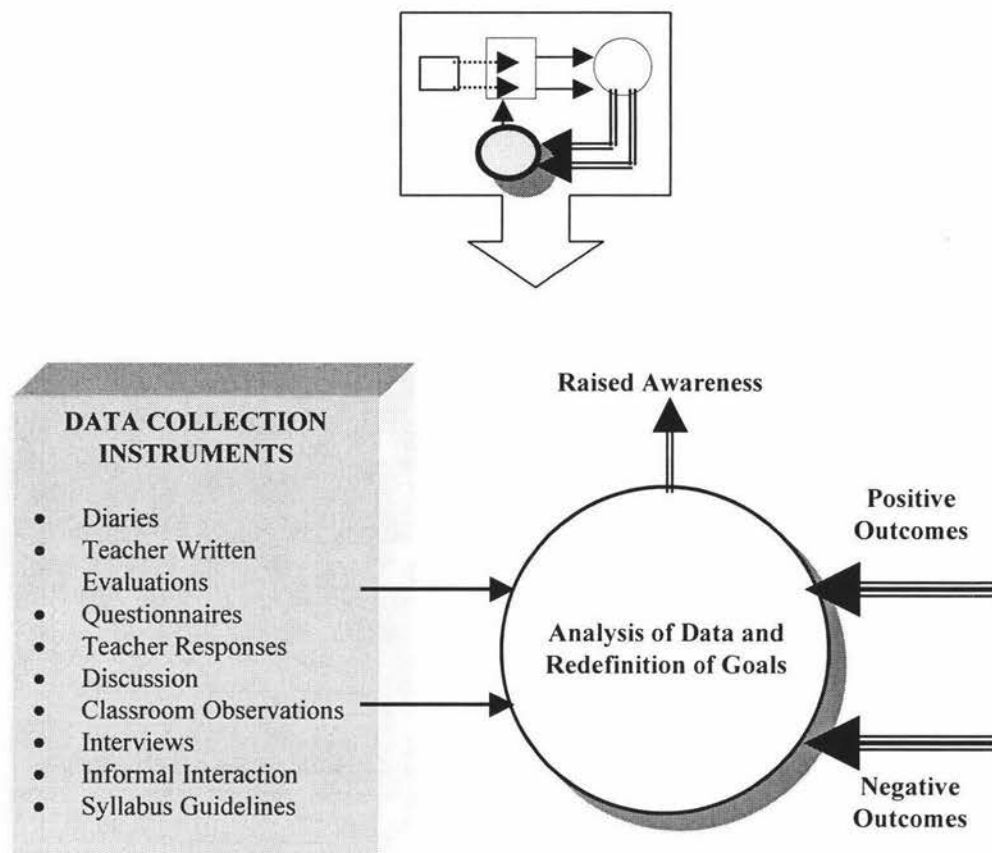 DATA COLLECTION
INSTRUMENTS
• Diaries
• Teacher Written
Evaluations
• Questionnaires
• Teacher Responses
• Discussion
• Classroom Observations
• Interviews
• Informal Interaction
• Syllabus Guidelines
Raised Awareness
Analysis of Data and
Redefinition of Goals
Positive
Outcomes
Negative
Outcomes